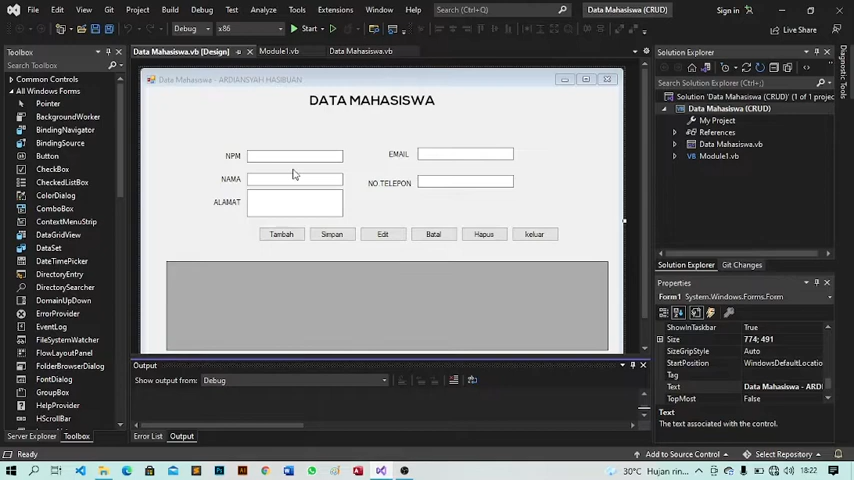 File Edit View Git Project Build Debug Test Analyze Tools Extensions Window Help Search (Ctrl+Q) Data Mahasiswa (CRUD) Sign in
Debug x86 Start Live Share
Toolbox
Search Toolbox
Common Controls
All Windows Forms
Pointer
BackgroundWorker
BindingNavigator
BindingSource
Button
CheckBox
CheckedListBox
ColorDialog
ComboBox
ContextMenuStrip
DataGridView
DataSet
DateTimePicker
DirectoryEntry
DirectorySearcher
DomainUpDown
ErrorProvider
EventLog
FileSystemWatcher
FlowLayoutPanel
FolderBrowserDialog
FontDialog
GroupBox
HelpProvider
HScrollBar
Server Explorer Toolbox
Data Mahasiswa.vb [Design] Module1.vb Data Mahasiswa.vb
Data Mahasiswa - ARDIANSYAH HASIBUAN
DATA MAHASISWA
NPM
NAMA
ALAMAT
EMAIL
NO.TELEPON
Tambah Simpan Edit Batal Hapus keluar
Output
Show output from: Debug
Error List Output
Solution Explorer
Search Solution Explorer (Ctrl+;)
Solution 'Data Mahasiswa (CRUD)' (1 of 1 proje
Data Mahasiswa (CRUD)
My Project
References
Data Mahasiswa.vb
Module1.vb
Solution Explorer Git Changes
Properties
Form1 System.Windows.Forms.Form
ShowInTaskbar True
Size 774; 491
SizeGripStyle Auto
StartPosition WindowsDefaultLocatio
Tag
Text Data Mahasiswa - ARDI
TopMost False
Text
The text associated with the control.
Diagnostic Tools
Ready Add to Source Control Select Repository
30°C Hujan rin... 18:22